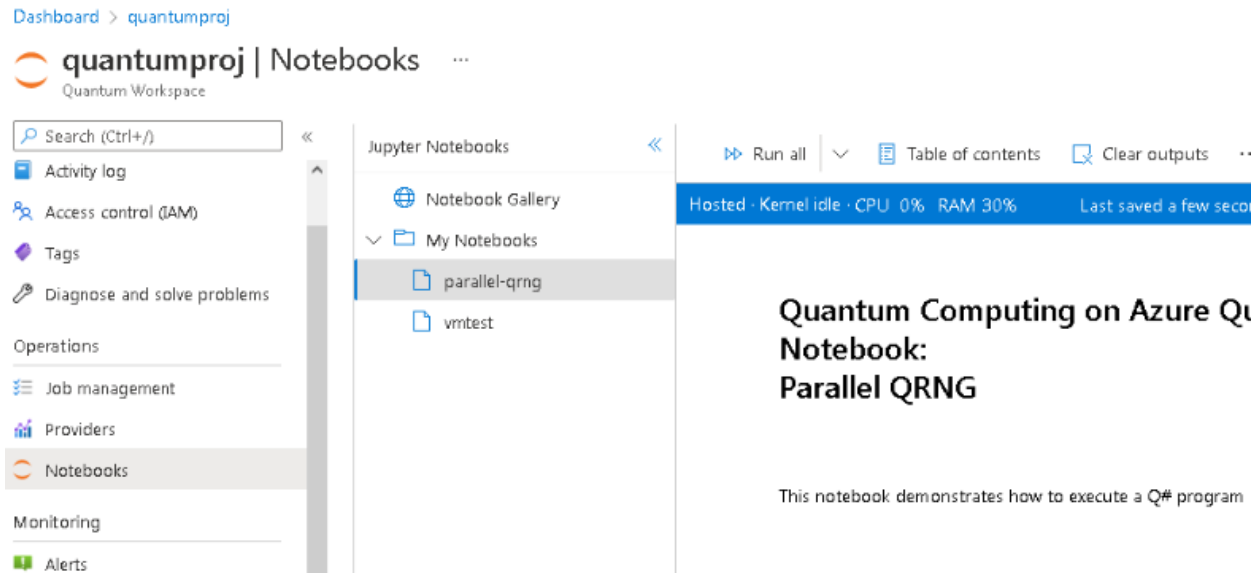 Dashboard > quantumproj
quantumproj | Notebooks ...
Quantum Workspace
Search (Ctrl+/)
«
Activity log
Access control (IAM)
Tags
Diagnose and solve problems
Operations
Job management
Providers
Notebooks
Monitoring
Alerts
Jupyter Notebooks «
Notebook Gallery
My Notebooks
parallel-qrng
vmtest
Run all Table of contents Clear outputs
Hosted · Kernel idle · CPU 0% RAM 30% Last saved a few
Quantum Computing on Azure
Notebook:
Parallel QRNG
This notebook demonstrates how to execute a Q# program